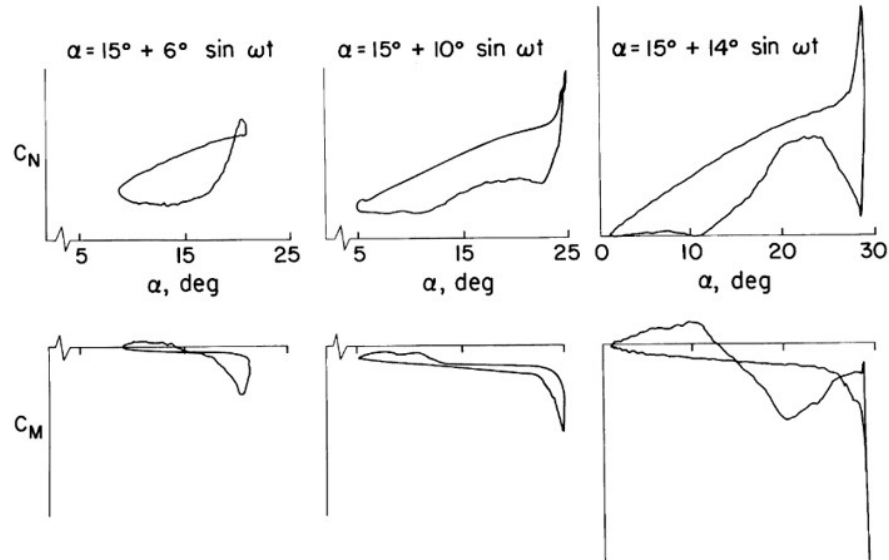 α = 15° + 6° sin ωt
α = 15° + 10° sin ωt
α = 15° + 14° sin ωt
C_N
5 15 25
α, deg
5 15 25
α, deg
0 10 20 30
α, deg
C_M